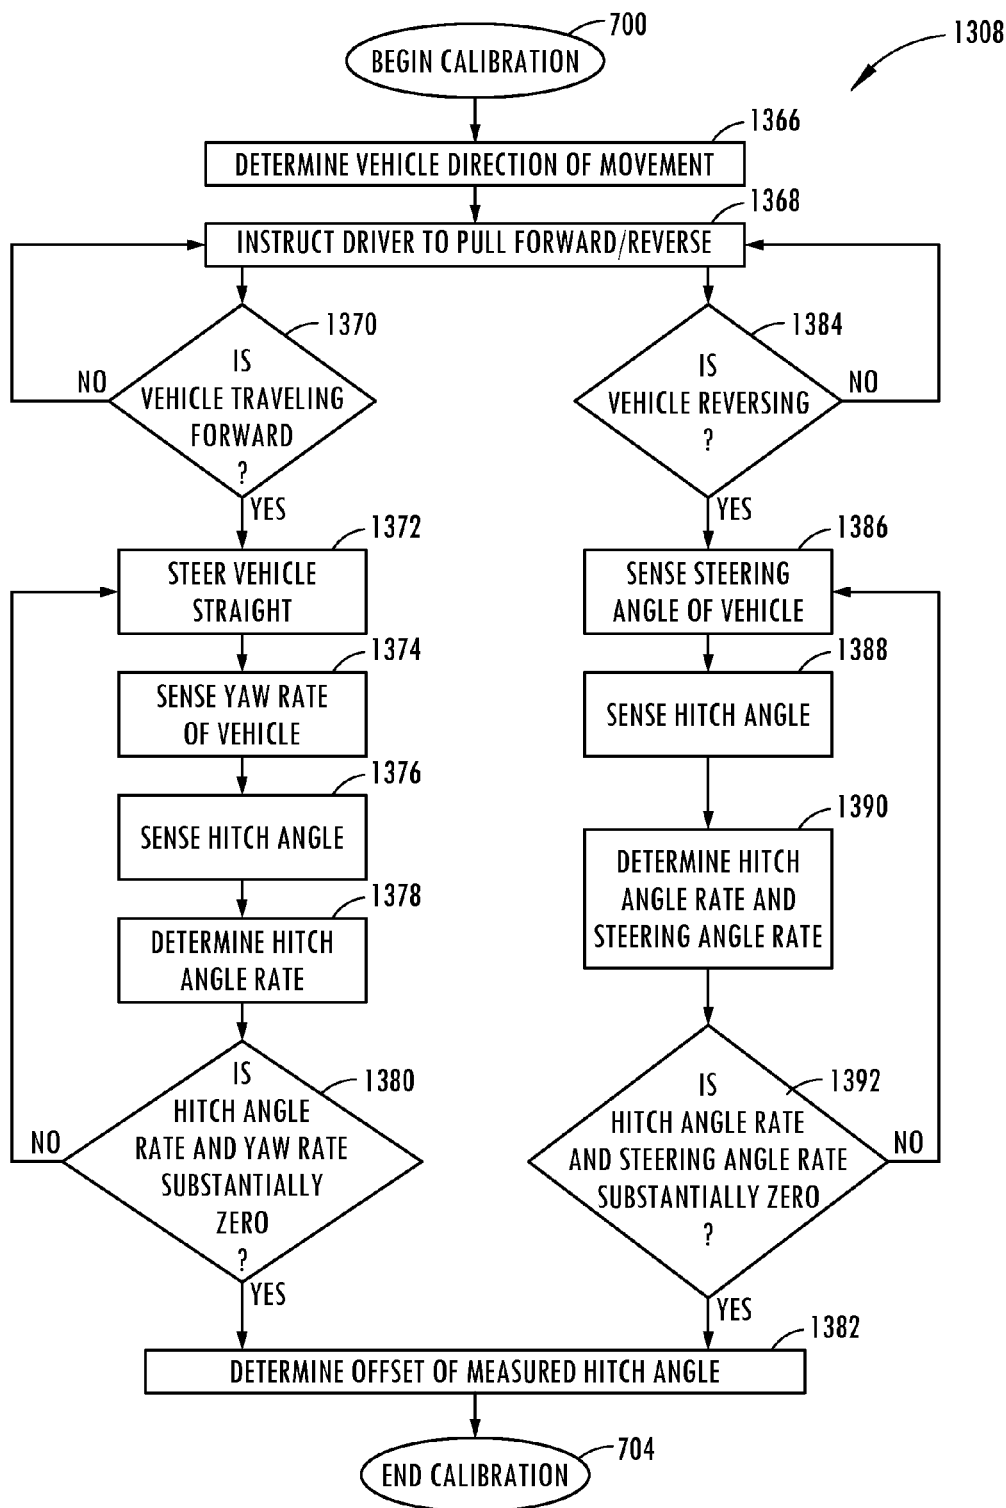 700
1308
BEGIN CALIBRATION
1366
DETERMINE VEHICLE DIRECTION OF MOVEMENT
1368
INSTRUCT DRIVER TO PULL FORWARD/REVERSE
1370
IS
VEHICLE TRAVELING
FORWARD
?
NO
YES
1372
STEER VEHICLE
STRAIGHT
1374
SENSE YAW RATE
OF VEHICLE
1376
SENSE HITCH ANGLE
1378
DETERMINE HITCH
ANGLE RATE
1380
IS
HITCH ANGLE
RATE AND YAW RATE
SUBSTANTIALLY
ZERO
?
NO
YES
1384
IS
VEHICLE REVERSING
?
NO
YES
1386
SENSE STEERING
ANGLE OF VEHICLE
1388
SENSE HITCH ANGLE
1390
DETERMINE HITCH
ANGLE RATE AND
STEERING ANGLE RATE
1392
IS
HITCH ANGLE RATE
AND STEERING ANGLE RATE
SUBSTANTIALLY ZERO
?
NO
YES
1382
DETERMINE OFFSET OF MEASURED HITCH ANGLE
704
END CALIBRATION